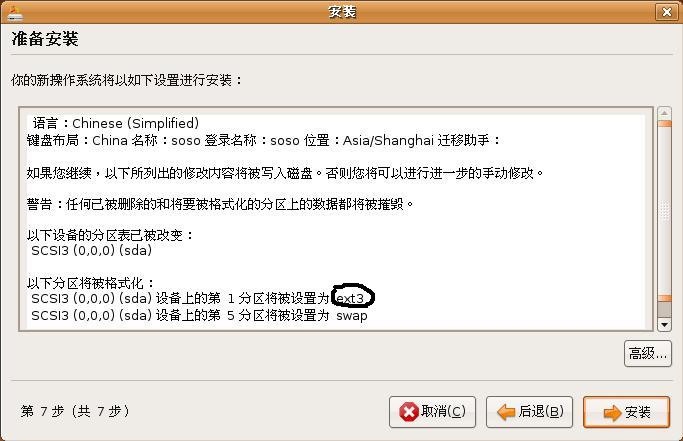 安装
准备安装
你的新操作系统将以如下设置进行安装：
语言：Chinese (Simplified)
键盘布局：China 名称：soso 登录名称：soso 位置：Asia/Shanghai 迁移助手：
如果您继续，以下所列出的修改内容将被写入磁盘。否则您将可以进行进一步的手动修改。
警告：任何已被删除的和将要被格式化的分区上的数据都将被摧毁。
以下设备的分区表已被改变：
SCSI3 (0,0,0) (sda)
以下分区将被格式化：
SCSI3 (0,0,0) (sda) 设备上的第 1 分区将被设置为 ext3
SCSI3 (0,0,0) (sda) 设备上的第 5 分区将被设置为 swap
高级...
第 7 步 (共 7 步)
取消(C)
后退(B)
安装